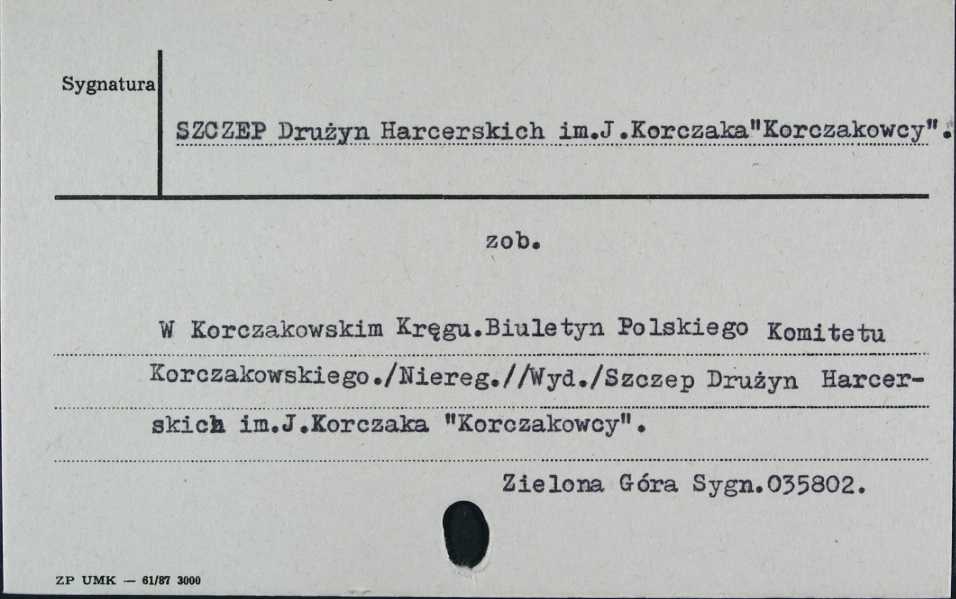 Sygnatura
SZCZEP Drużyn Harcerskich im.J.Korczaka"Korczakowcy".
zob.
W Korczakowskim Kręgu.Biuletyn Polskiego Komitetu
Korczakowskiego./Niereg.//Wyd./Szczep Drużyn Harcer-
skich im.J.Korczaka "Korczakowcy".
Zielona Góra Sygn.035802.
ZP UMK — 61/87 3000